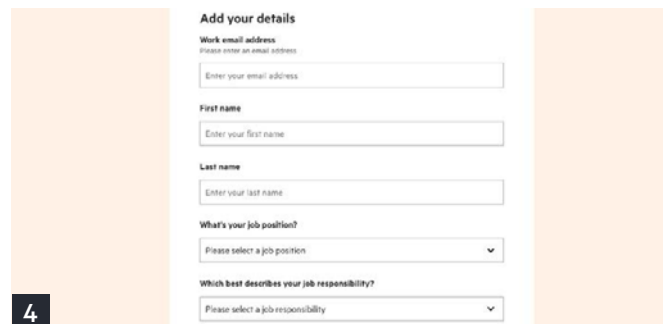 Add your details
Work email address
Please enter an email address
Enter your email address
First name
Enter your first name
Last name
Enter your last name
What's your job position?
Please select a job position
Which best describes your job responsibility?
Please select a job responsibility
4